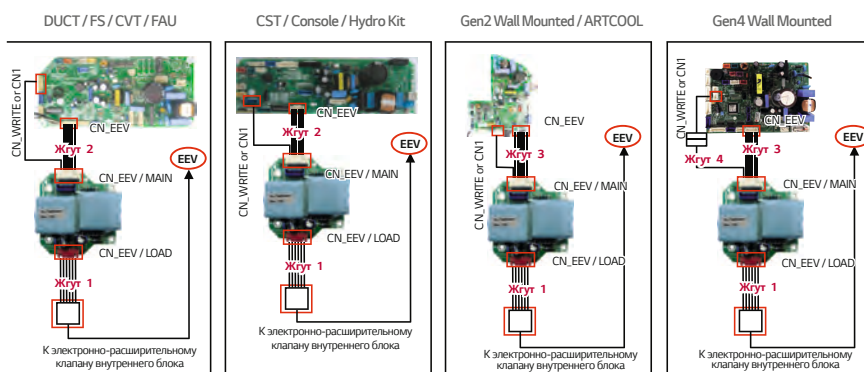 DUCT / FS / CVT / FAU
CN_WRITE or CN1
CN_EEV
Жгут 2
EEV
CN_EEV / MAIN
CN_EEV / LOAD
Жгут 1
К электронно-расширительному
клапану внутреннего блока
CST / Console / Hydro Kit
CN_WRITE or CN1
CN_EEV
Жгут 2
EEV
CN_EEV / MAIN
CN_EEV / LOAD
Жгут 1
К электронно-расширительному
клапану внутреннего блока
Gen2 Wall Mounted / ARTCOOL
CN_WRITE or CN1
CN_EEV
Жгут 3
EEV
CN_EEV / MAIN
CN_EEV / LOAD
Жгут 1
К электронно-расширительному
клапану внутреннего блока
Gen4 Wall Mounted
CN_WRITE or CN1
CN_EEV
Жгут 4
Жгут 3
EEV
CN_EEV / MAIN
CN_EEV / LOAD
Жгут 1
К электронно-расширительному
клапану внутреннего блока